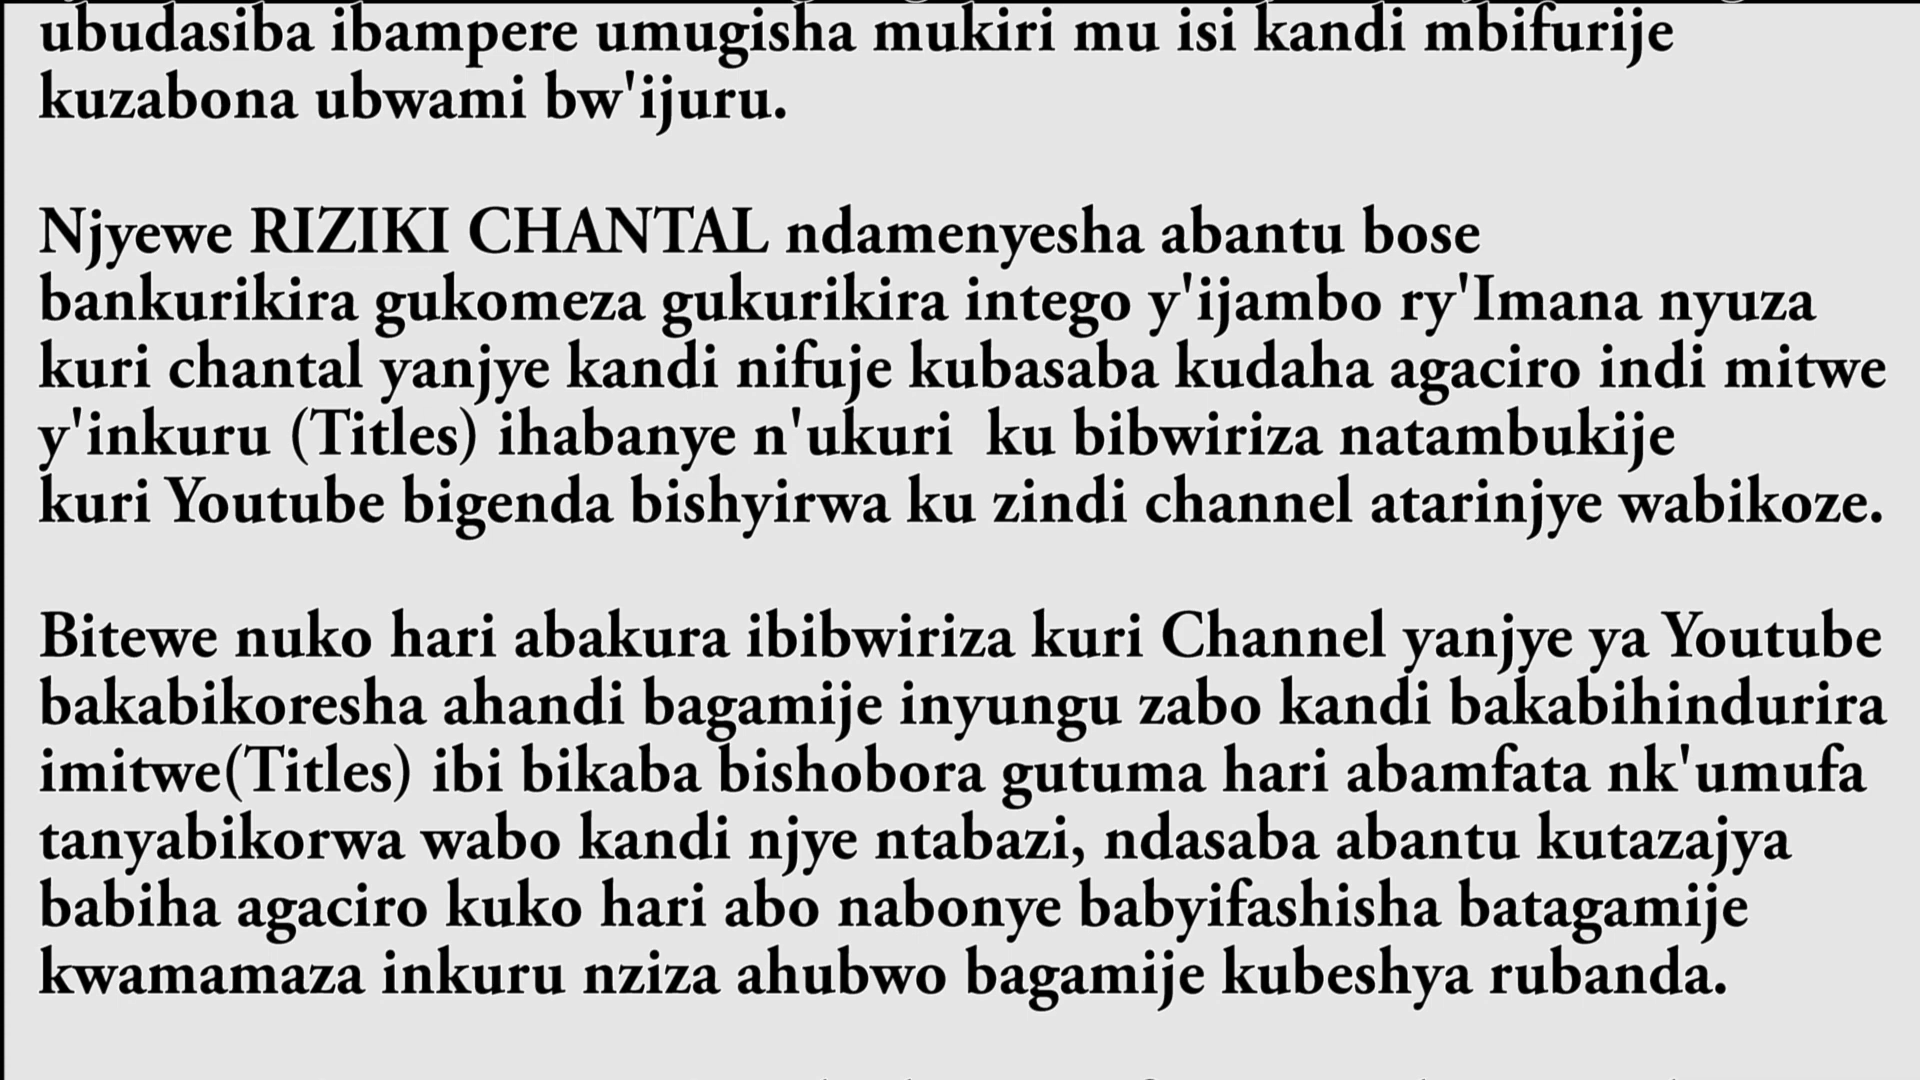 ubudasiba ibampere umugisha mukiri mu isi kandi mbifurije
kuzabona ubwami bw'ijuru.
Njyewe RIZIKI CHANTAL ndamenyesha abantu bose
bankurikira gukomeza gukurikira intego y'ijambo ry'Imana nyuza
kuri chantal yanjye kandi nifuje kubasaba kudaha agaciro indi mitwe
y'inkuru (Titles) ihabanye n'ukuri ku bibwiriza natambukije
kuri Youtube bigenda bishyirwa ku zindi channel atarinjye wabikoze.
Bitewe nuko hari abakura ibibwiriza kuri Channel yanjye ya Youtube
bakabikoresha ahandi bagamije inyungu zabo kandi bakabihindurira
imitwe(Titles) ibi bikaba bishobora gutuma hari abamfata nk'umufa
tanyabikorwa wabo kandi njye ntabazi, ndasaba abantu kutazajya
babiha agaciro kuko hari abo nabonye babyifashisha batagamije
kwamamaza inkuru nziza ahubwo bagamije kubeshya rubanda.